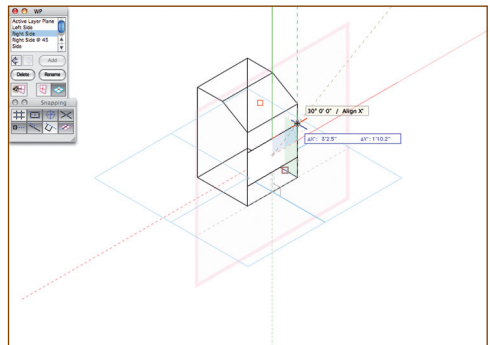 WP
Active Layer Plane
Left Side
Right Side
Right Side @ 45
Side
Add
Delete
Rename
Snapping
30° 0' 0" / Align X'
ΔX': 3'2.5" ΔY': 1'10.2"